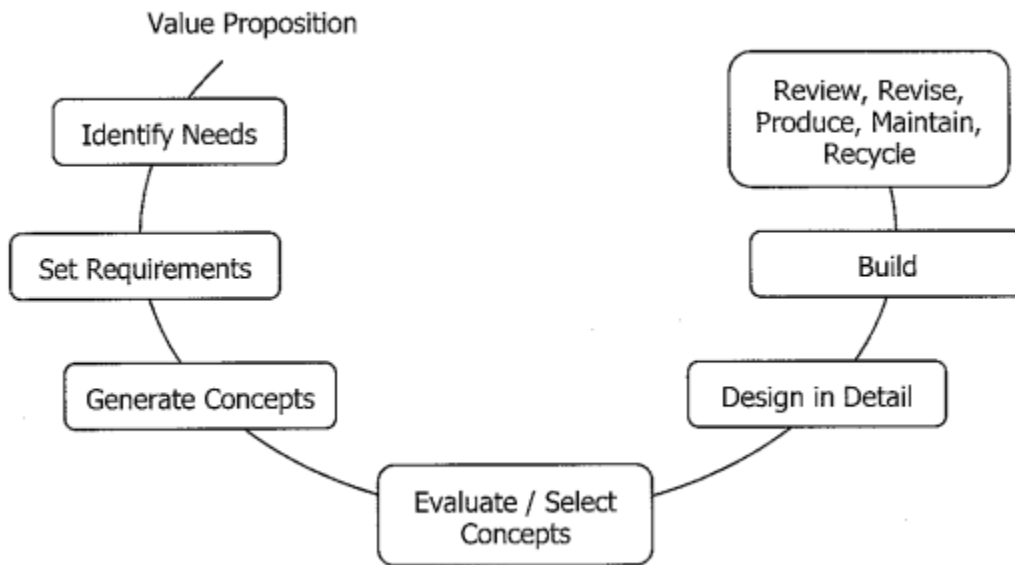 Value Proposition
Identify Needs
Set Requirements
Generate Concepts
Evaluate / Select
Concepts
Design in Detail
Build
Review, Revise,
Produce, Maintain,
Recycle